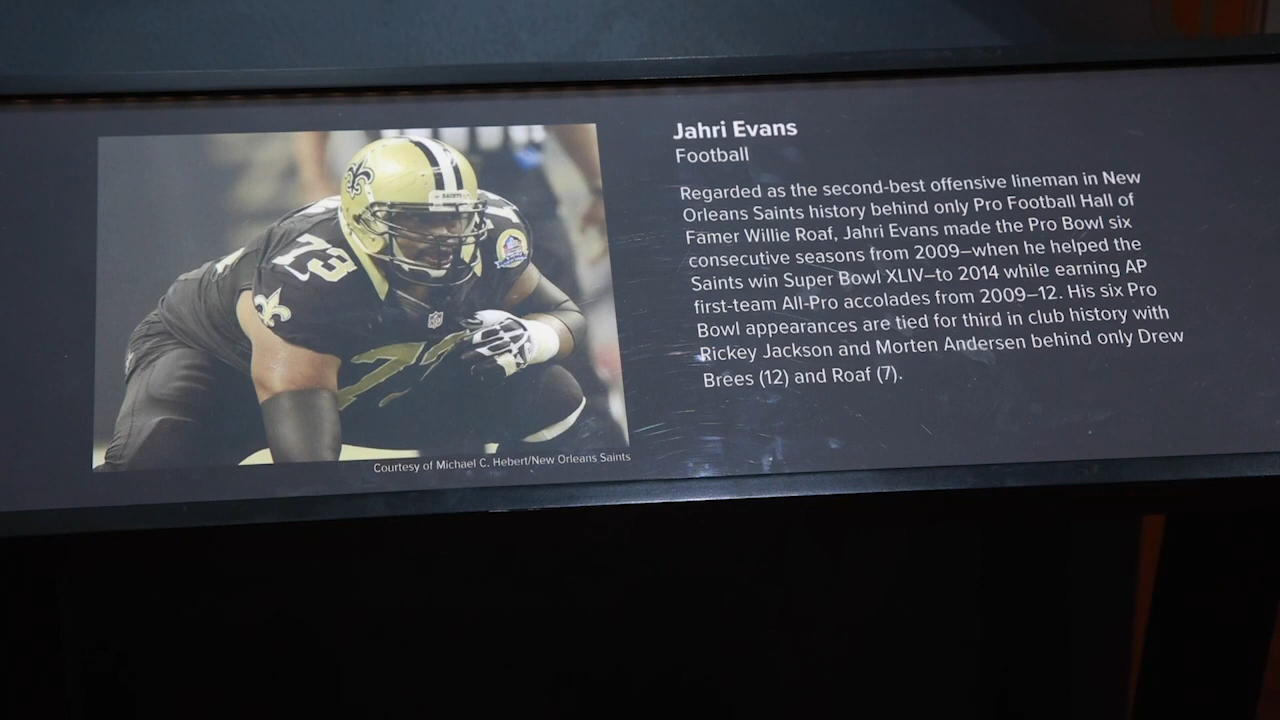 Jahri Evans
Football
Regarded as the second-best offensive lineman in New
Orleans Saints history behind only Pro Football Hall of
Famer Willie Roaf, Jahri Evans made the Pro Bowl six
consecutive seasons from 2009–when he helped the
Saints win Super Bowl XLIV–to 2014 while earning AP
first-team All-Pro accolades from 2009–12. His six Pro
Bowl appearances are tied for third in club history with
Rickey Jackson and Morten Andersen behind only Drew
Brees (12) and Roaf (7).
SAINTS
73
NFL
73
Courtesy of Michael C. Hebert/New Orleans Saints